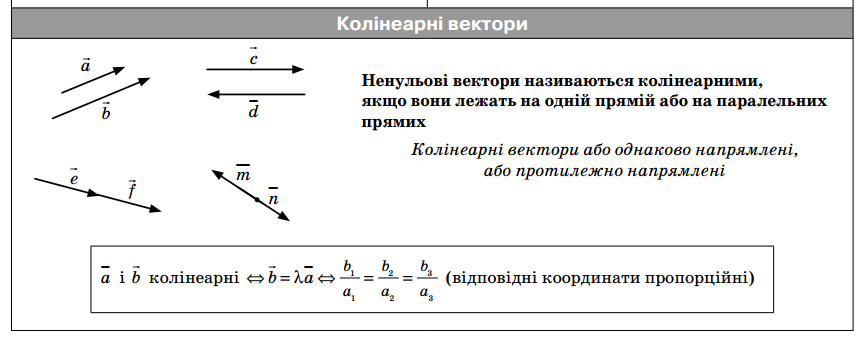 Колінеарні вектори
a⃗
b⃗
c⃗
d̅
Ненульові вектори називаються колінеарними,
якщо вони лежать на одній прямій або на паралельних
прямих
Колінеарні вектори або однаково напрямлені,
або протилежно напрямлені
e⃗
f⃗
m̅
n̅
a̅ і b⃗ колінеарні ⇔ b⃗ = λa̅ ⇔ b₁/a₁ = b₂/a₂ = b₃/a₃ (відповідні координати пропорційні)